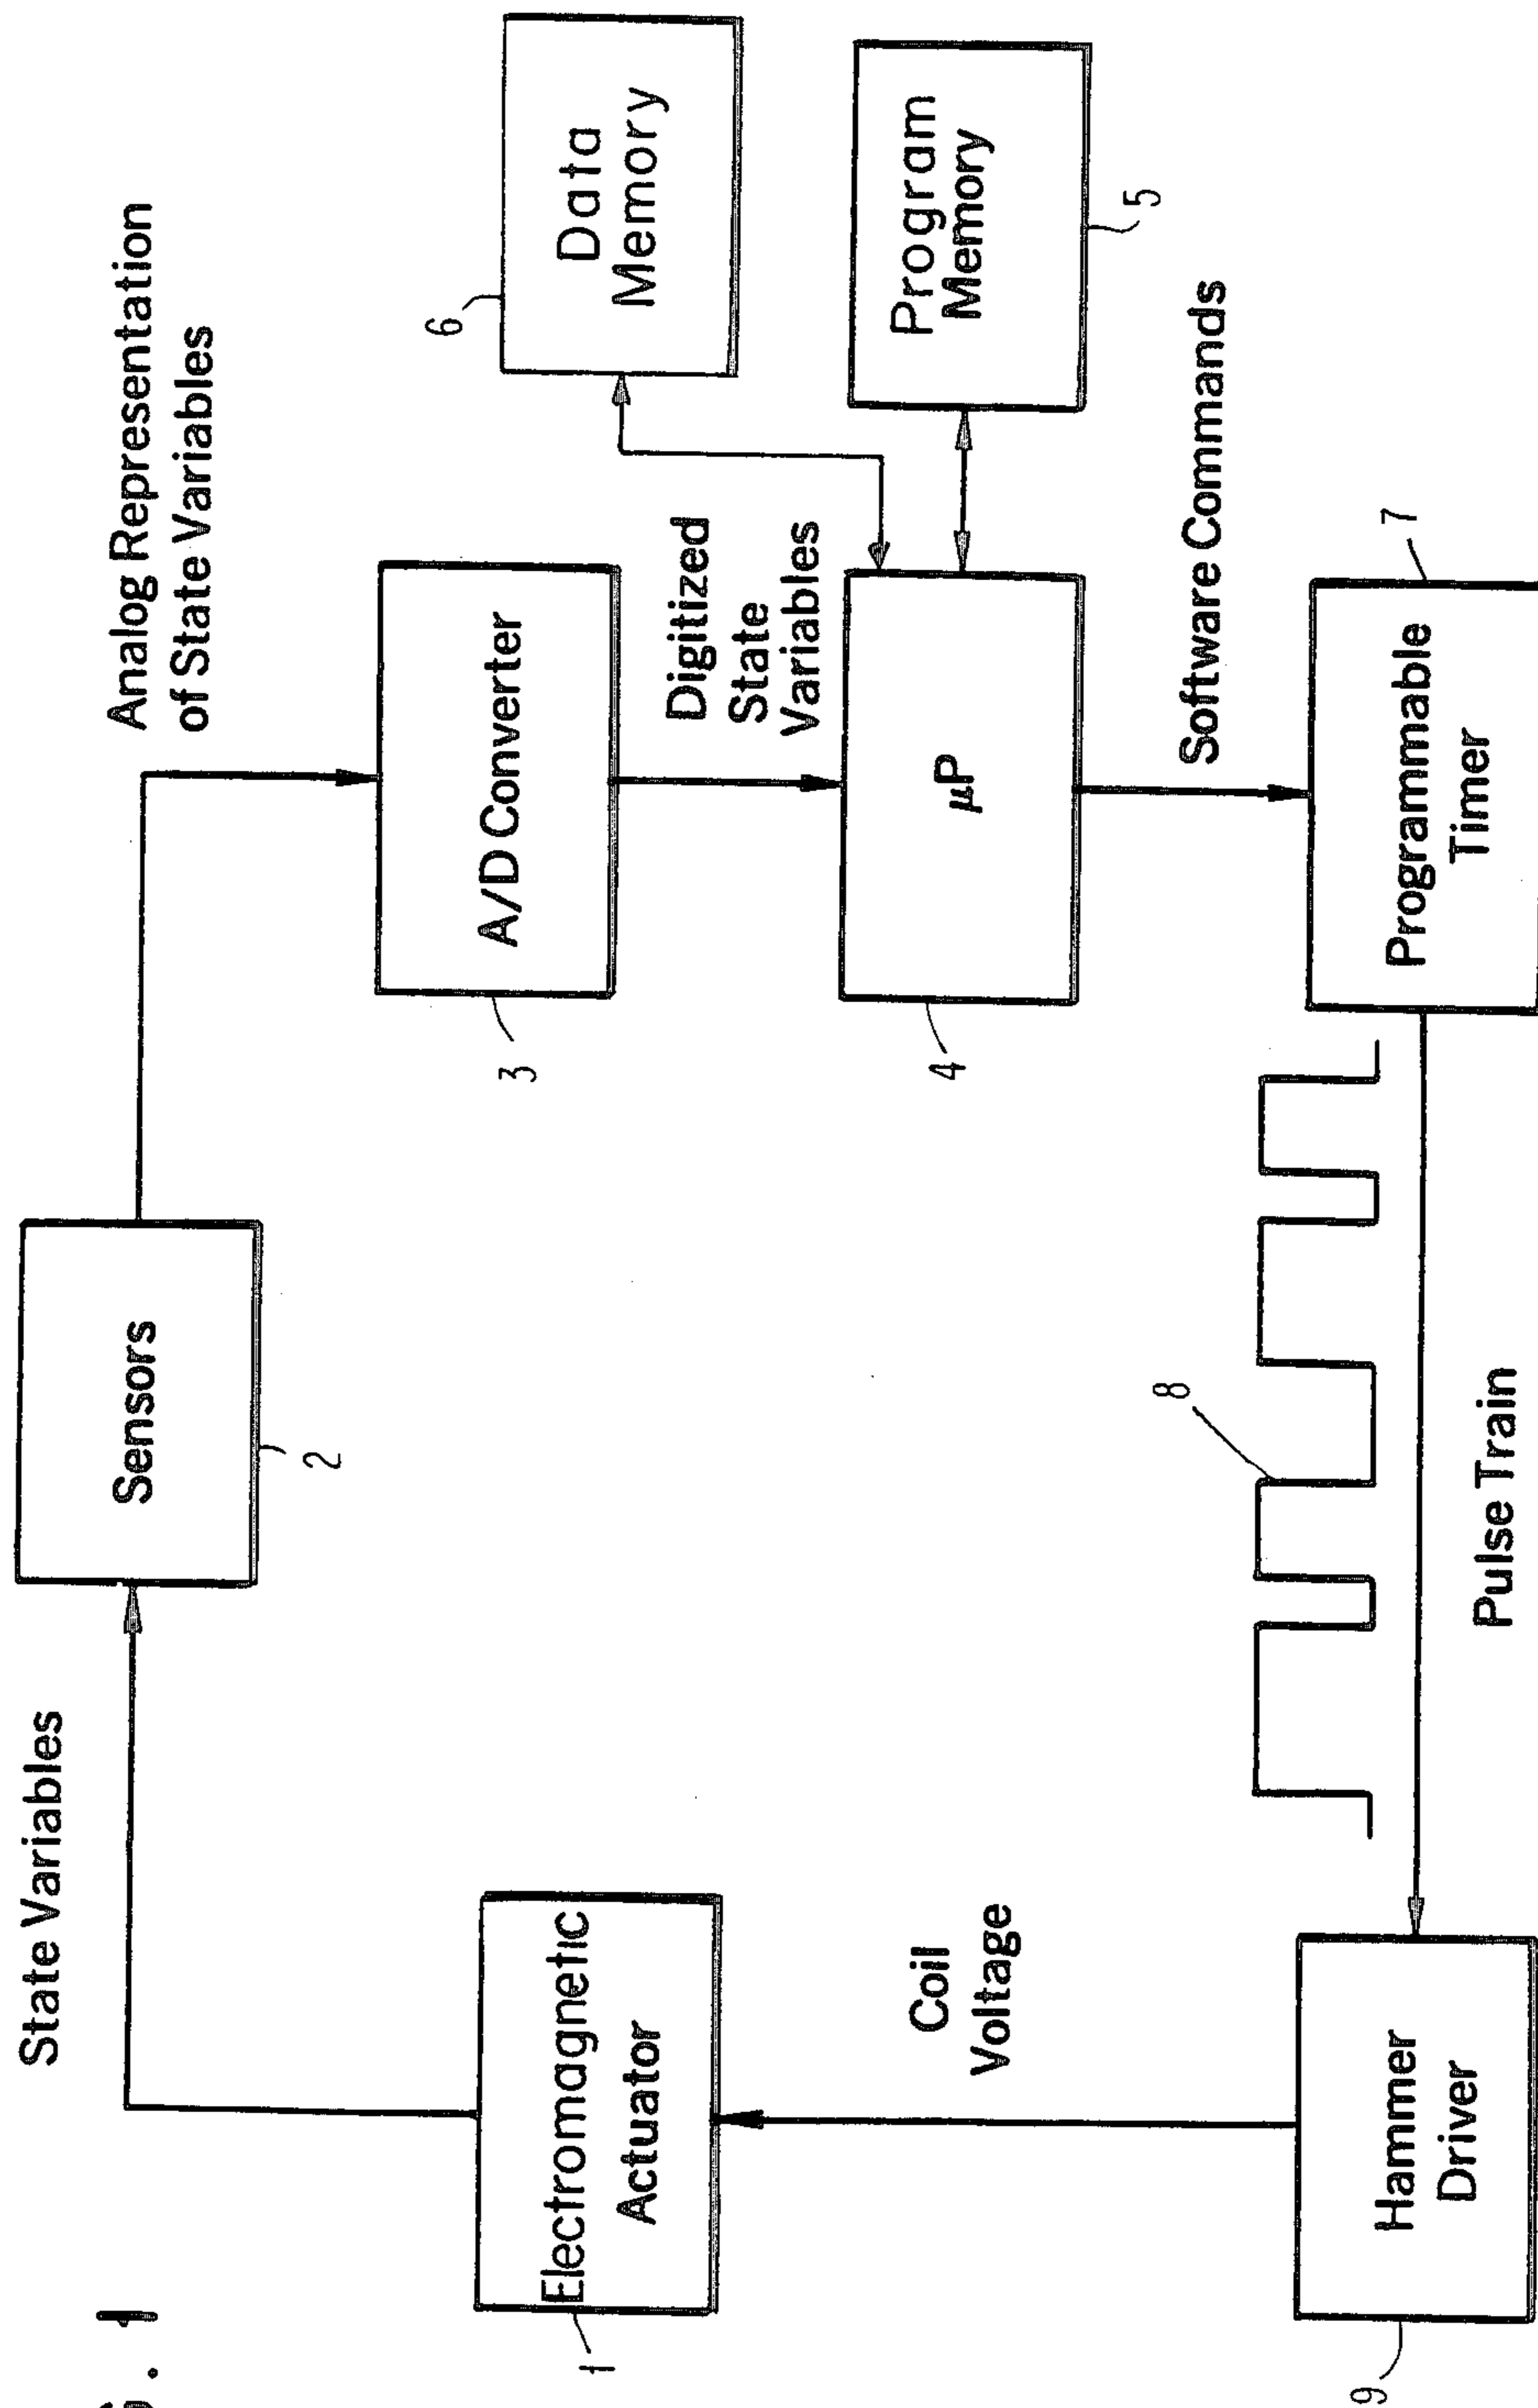 State Variables
Sensors
2
Analog Representation
of State Variables
Electromagnetic
Actuator
1
A/D Converter
3
Data
Memory
6
Digitized
State
Variables
µP
4
Program
Memory
5
Coil
Voltage
8
Software Commands
Hammer
Driver
9
Pulse Train
Programmable
Timer
7
. 1